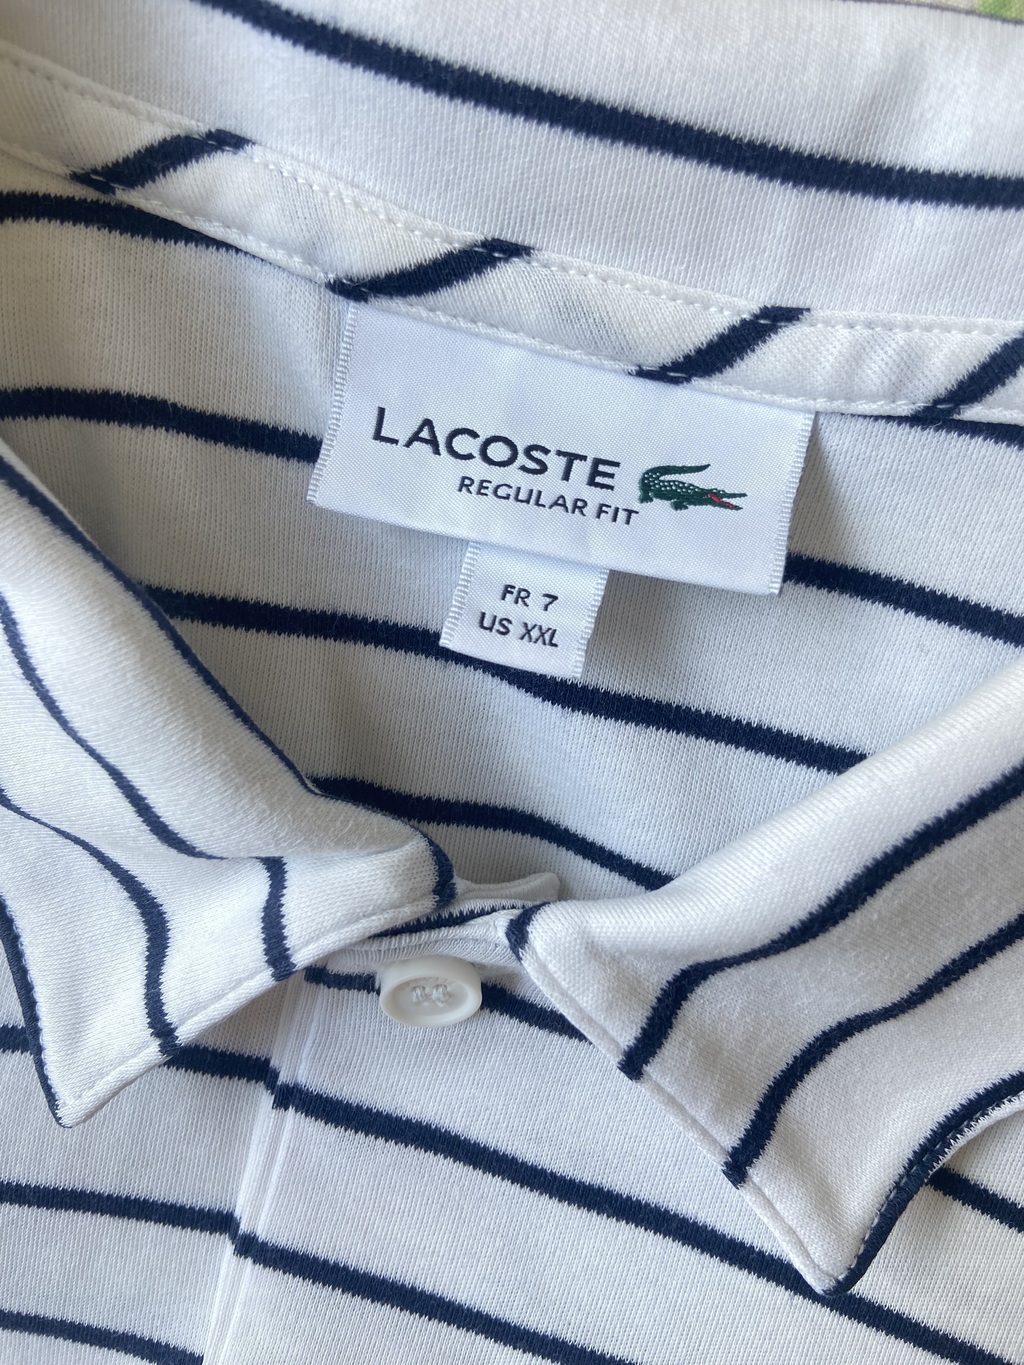 LACOSTE
REGULAR FIT
FR 7
US XXL